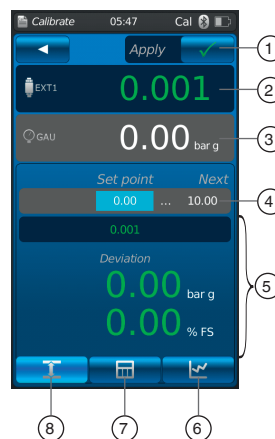 Calibrate 05:47 Cal
Apply
1
EXT1 0.001
2
GAU 0.00 bar g
3
Set point Next
0.00 ... 10.00
4
0.001
5
Deviation
0.00 bar g
0.00 % FS
8 7 6